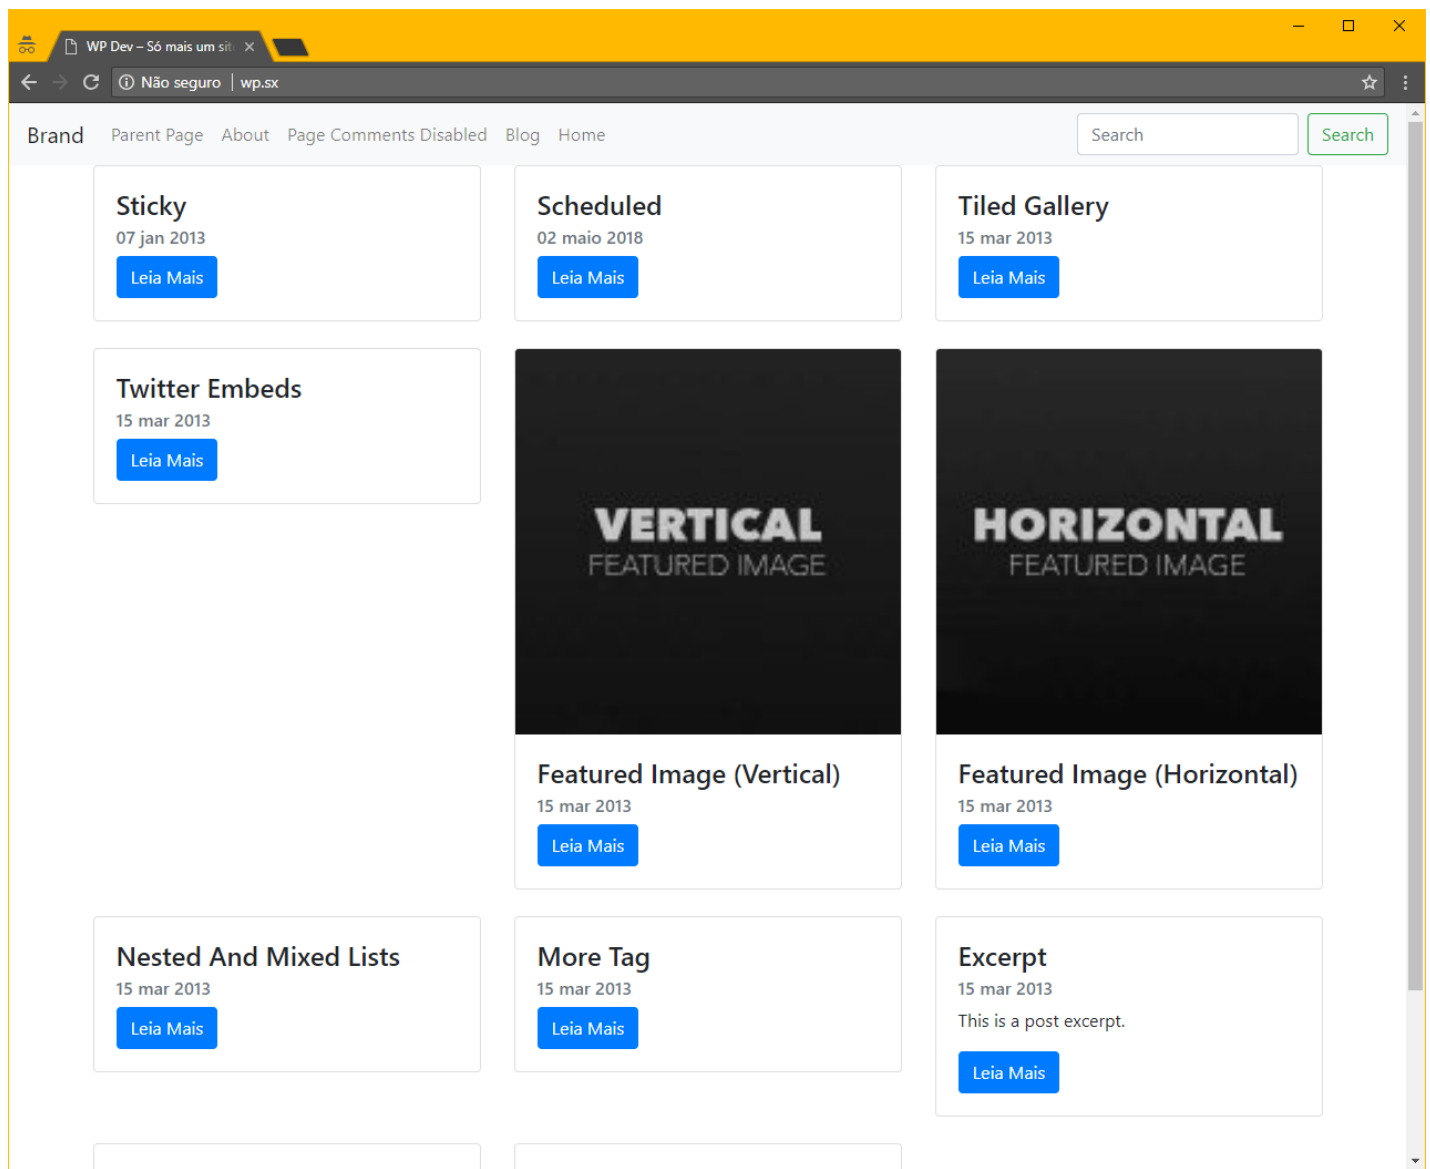 WP Dev – Só mais um sit
Não seguro | wp.sx
Brand Parent Page About Page Comments Disabled Blog Home Search Search
Sticky
07 jan 2013
Leia Mais
Scheduled
02 maio 2018
Leia Mais
Tiled Gallery
15 mar 2013
Leia Mais
Twitter Embeds
15 mar 2013
Leia Mais
VERTICAL
FEATURED IMAGE
Featured Image (Vertical)
15 mar 2013
Leia Mais
HORIZONTAL
FEATURED IMAGE
Featured Image (Horizontal)
15 mar 2013
Leia Mais
Nested And Mixed Lists
15 mar 2013
Leia Mais
More Tag
15 mar 2013
Leia Mais
Excerpt
15 mar 2013
This is a post excerpt.
Leia Mais